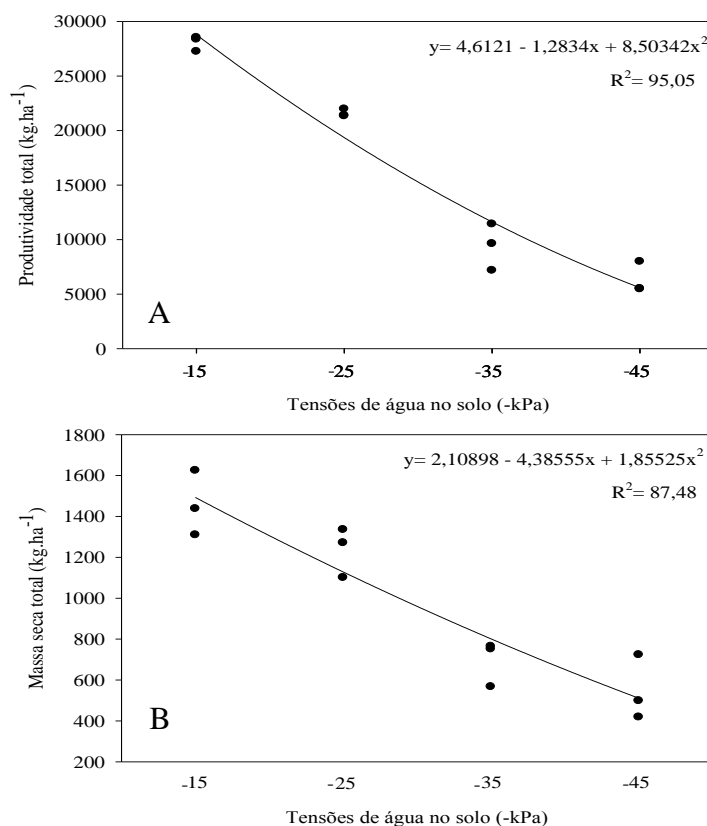 30000
25000
20000
15000
10000
5000
0
Produtividade total (kg.ha⁻¹)
y= 4,6121 - 1,2834x + 8,50342x²
R²= 95,05
A
-15 -25 -35 -45
Tensões de água no solo (-kPa)
1800
1600
1400
1200
1000
800
600
400
200
Massa seca total (kg.ha⁻¹)
y= 2,10898 - 4,38555x + 1,85525x²
R²= 87,48
B
-15 -25 -35 -45
Tensões de água no solo (-kPa)